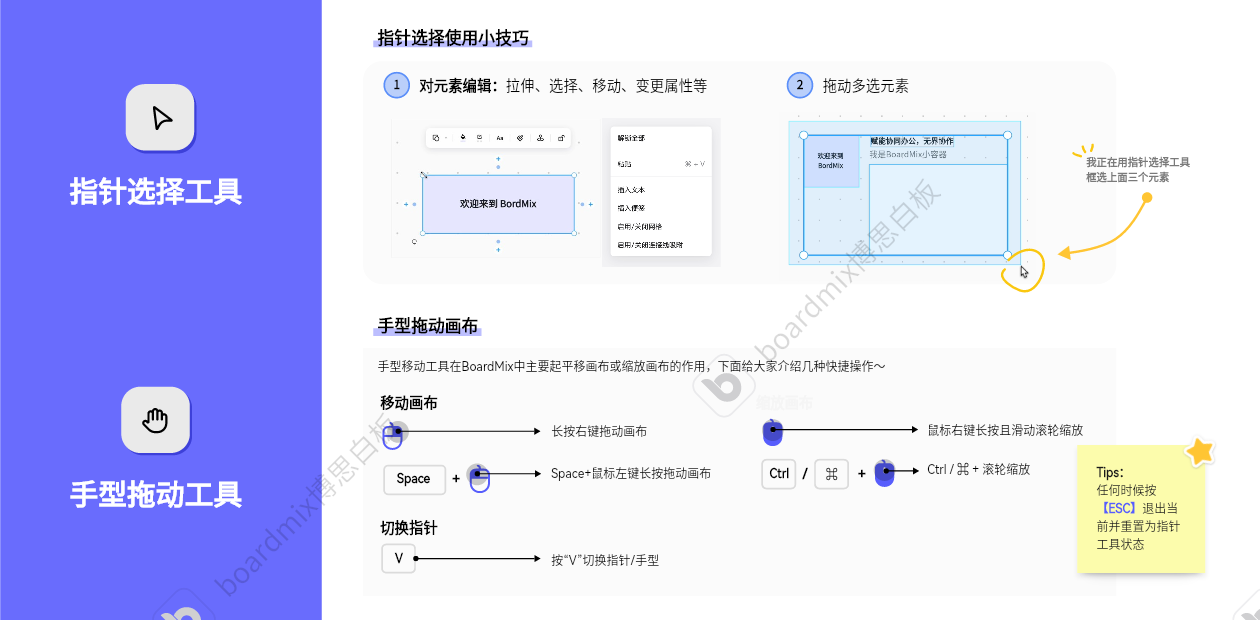 指针选择使用小技巧
1 对元素编辑：拉伸、选择、移动、变更属性等
2 拖动多选元素
指针选择工具
Aa
欢迎来到 BordMix
解锁全部
粘贴 ⌘ + V
插入文本
插入便签
启用/关闭网格
启用/关闭连接线吸附
欢迎来到
BordMix
赋能协同办公，无界协作
我是BoardMix小容器
我正在用指针选择工具
框选上面三个元素
手型拖动画布
手型移动工具在BoardMix中主要起平移画布或缩放画布的作用，下面给大家介绍几种快捷操作～
手型拖动工具
移动画布
长按右键拖动画布
Space + Space+鼠标左键长按拖动画布
切换指针
V 按“V”切换指针/手型
缩放画布
鼠标右键长按且滑动滚轮缩放
Ctrl / ⌘ + Ctrl / ⌘ + 滚轮缩放
Tips：
任何时候按
【ESC】退出当
前并重置为指针
工具状态
boardmix博思白板
boardmix博思白板